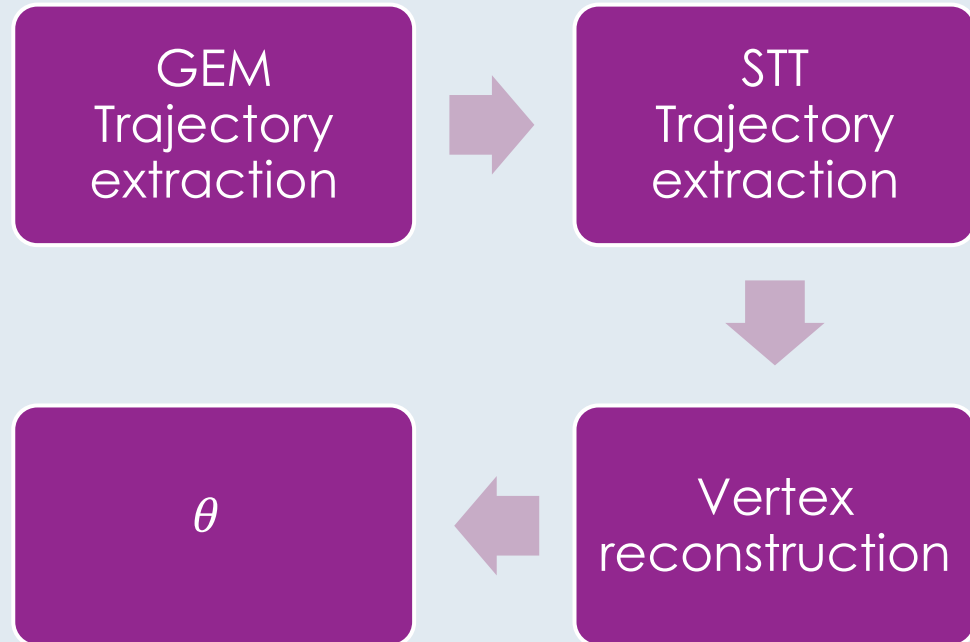 GEM
Trajectory
extraction
STT
Trajectory
extraction
Vertex
reconstruction
θ